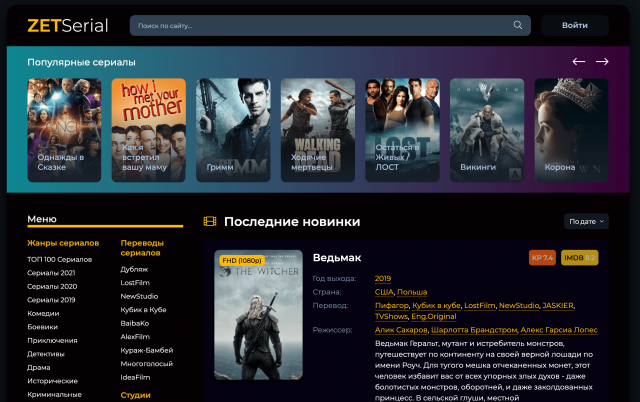 ZETSerial
Поиск по сайту...
Войти
Популярные сериалы
ONCE
Однажды в
Сказке
how i
met your
mother
Как я
встретил
вашу маму
GRIMM
Гримм
THE
WALKING
DEAD
Ходячие
мертвецы
LOST
Остаться в
Живых /
ЛОСТ
Викинги
Корона
Меню
Жанры сериалов
ТОП 100 Сериалов
Сериалы 2021
Сериалы 2020
Сериалы 2019
Комедии
Боевики
Приключения
Детективы
Драма
Исторические
Криминальные
Переводы
сериалов
Дубляж
LostFilm
NewStudio
Кубик в Кубе
BaibaKo
AlexFilm
Кураж-Бамбей
Многоголосый
IdeaFilm
Студии
Последние новинки
По дате
FHD (1080p)
THE WITCHER
Ведьмак
KP 7.4
IMDB 8.2
Год выхода: 2019
Страна: США, Польша
Перевод: Пифагор, Кубик в кубе, LostFilm, NewStudio, JASKIER,
TVShows, Eng.Original
Режиссер: Алик Сахаров, Шарлотта Брандстром, Алекс Гарсиа Лопес
Ведьмак Геральт, мутант и истребитель монстров,
путешествует по континенту на своей верной лошади по
имени Роуч. Для тугого мешка отчеканенных монет, этот
человек избавит вас от всех упорных злых духов - даже
болотистых монстров, оборотней, и даже заколдованных
принцесс. В сельской глуши, местной